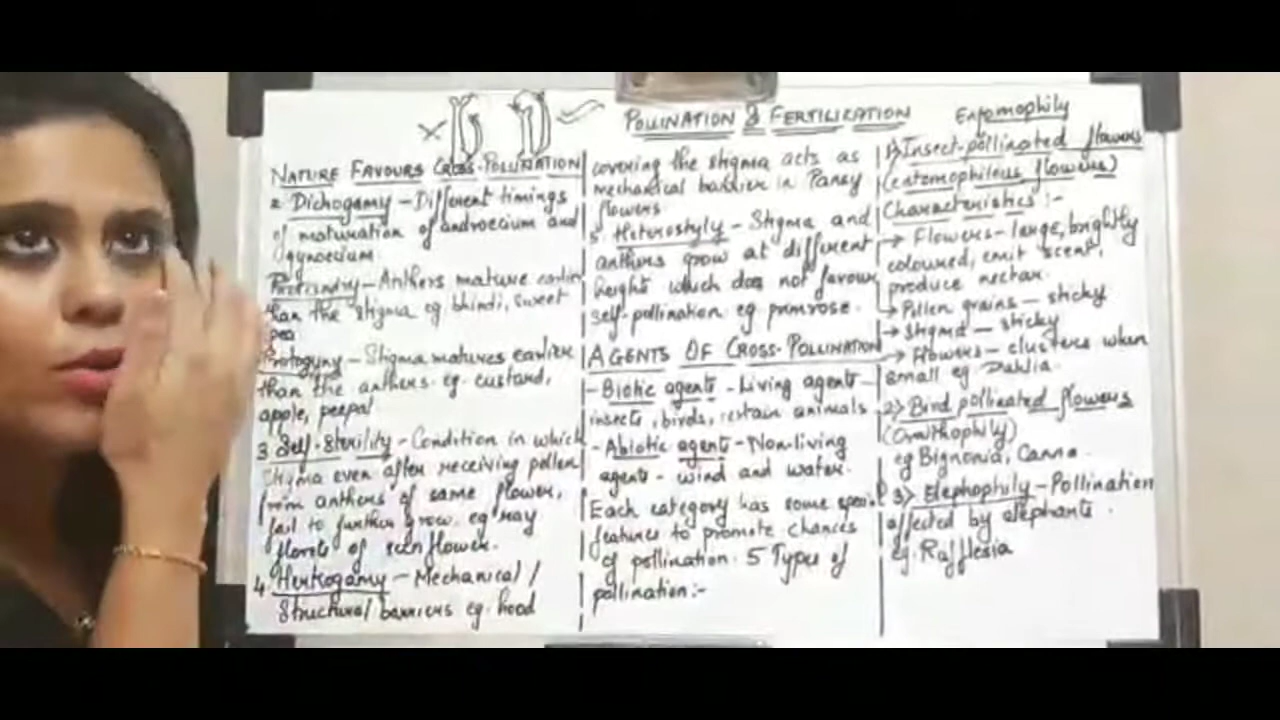 POLLINATION & FERTILIZATION
NATURE FAVOURS CROSS-POLLINATION
2. Dichogamy - Different timings
of maturation of androecium and
gynoecium.
Protandry - Anthers mature earlier
than the stigma eg bhindi, sweet
pea
Protogyny - Stigma matures earlier
than the anthers. eg. custard,
apple, peepal
3 Self-Sterility - Condition in which
stigma even after receiving pollen
from anthers of same flower,
fail to further grow. eg ray
florets of sunflower.
4. Herkogamy - Mechanical /
Structural barriers eg. hood
covering the stigma acts as
mechanical barrier in Pansy
flowers.
5. Heterostyly - Stigma and
anthers grow at different
height which does not favour
self-pollination eg primrose.
AGENTS OF CROSS-POLLINATION
- Biotic agents - Living agent -
insects, birds, certain animals
- Abiotic agent - Non-living
agents - wind and water.
Each category has some special
features to promote chances
of pollination. 5 Types of
pollination:-
Entomophily
1) Insect-pollinated flowers
(entomophilous flowers)
Characteristics :-
→ Flowers - large, brightly
coloured, emit scent,
produce nectar.
→ Pollen grains - sticky
→ Stigma - sticky
→ Flowers - clusters when
small eg Dahlia.
2) Bird pollinated flowers
(Ornithophily)
eg Bignonia, Canna.
3) Elephophily - Pollination
affected by elephants.
eg. Rafflesia